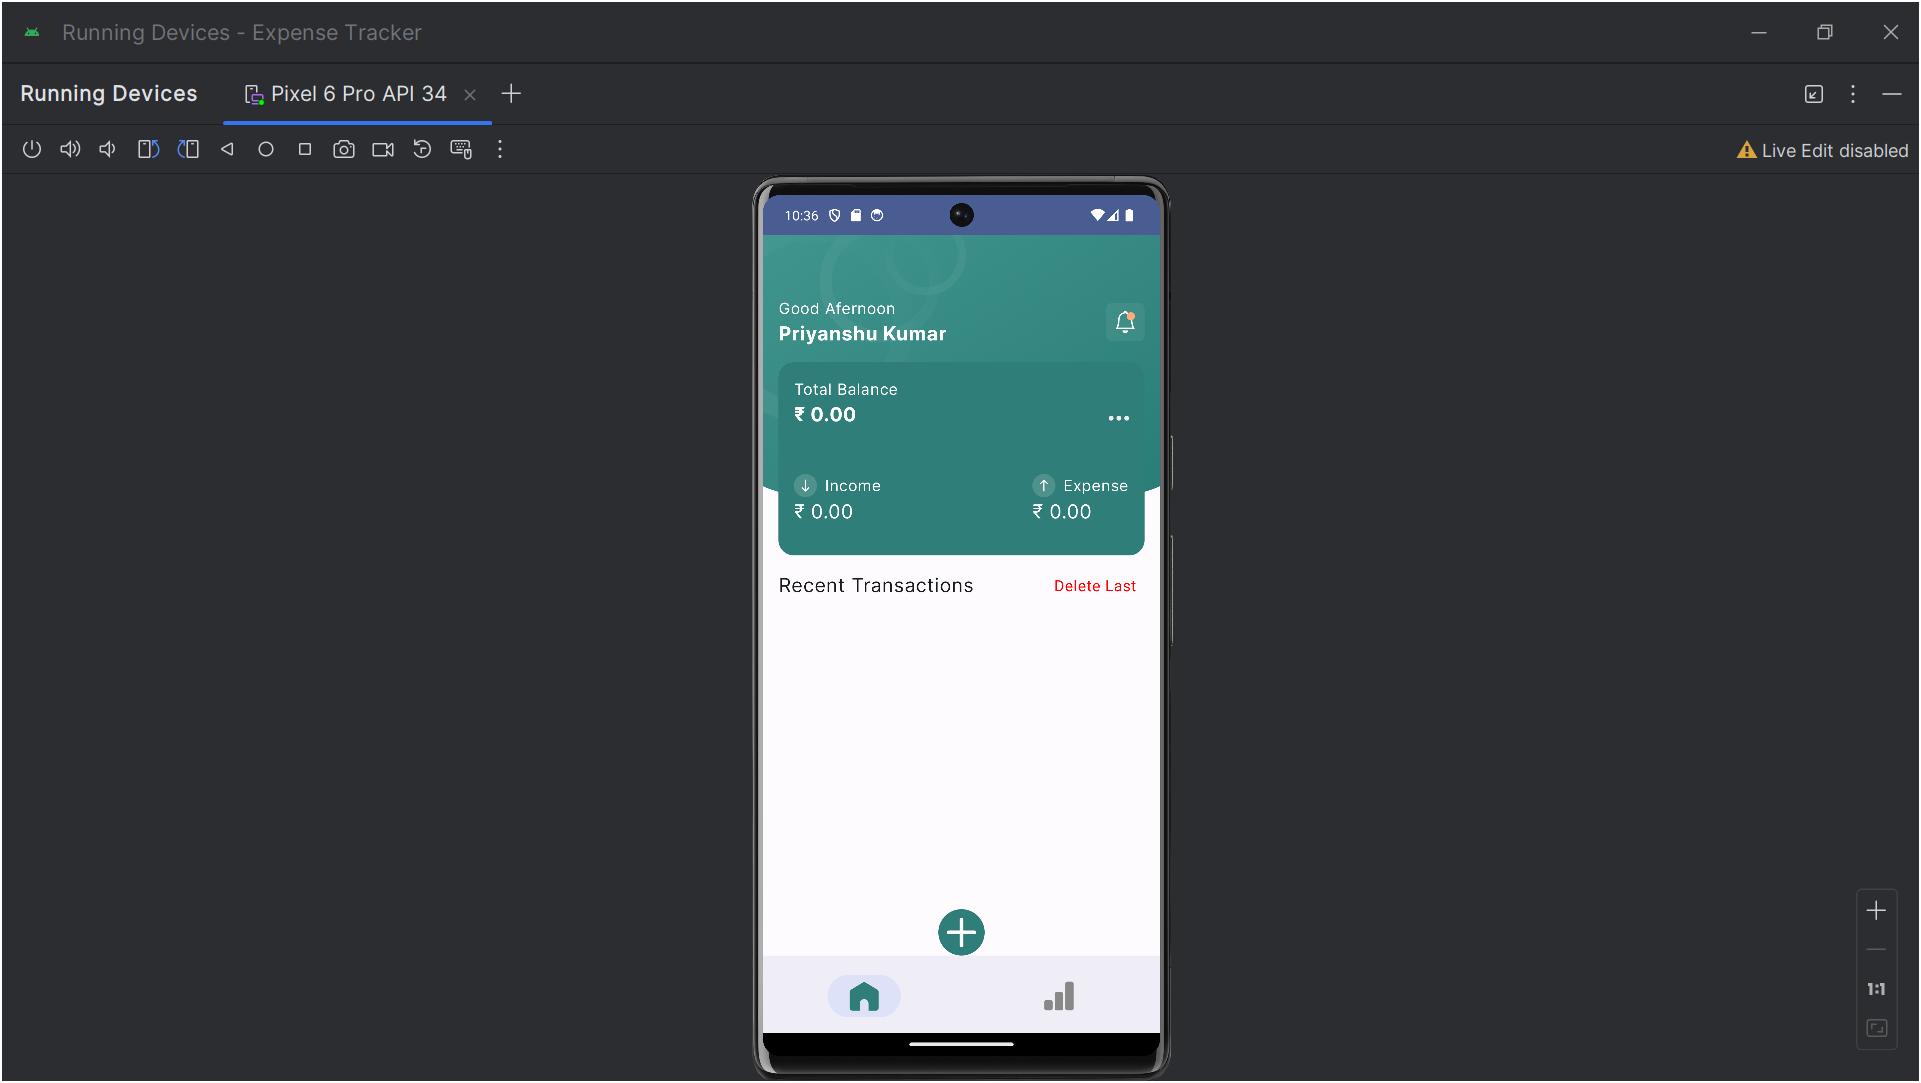 Running Devices - Expense Tracker
Running Devices
Pixel 6 Pro API 34
Live Edit disabled
10:36
Good Afernoon
Priyanshu Kumar
Total Balance
₹ 0.00
Income
Expense
₹ 0.00
₹ 0.00
Recent Transactions
Delete Last
1:1